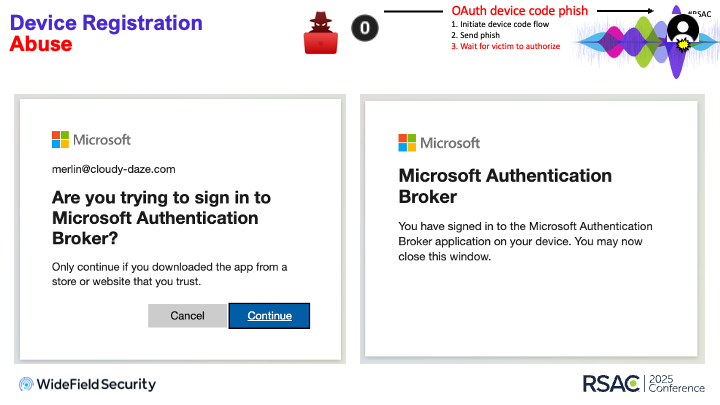 Device Registration
Abuse
0
OAuth device code phish
1. Initiate device code flow
2. Send phish
3. Wait for victim to authorize
#RSAC
Microsoft
merlin@cloudy-daze.com
Are you trying to sign in to
Microsoft Authentication
Broker?
Only continue if you downloaded the app from a
store or website that you trust.
Cancel
Continue
Microsoft
Microsoft Authentication
Broker
You have signed in to the Microsoft Authentication
Broker application on your device. You may now
close this window.
WideField Security
RSAC 2025
Conference